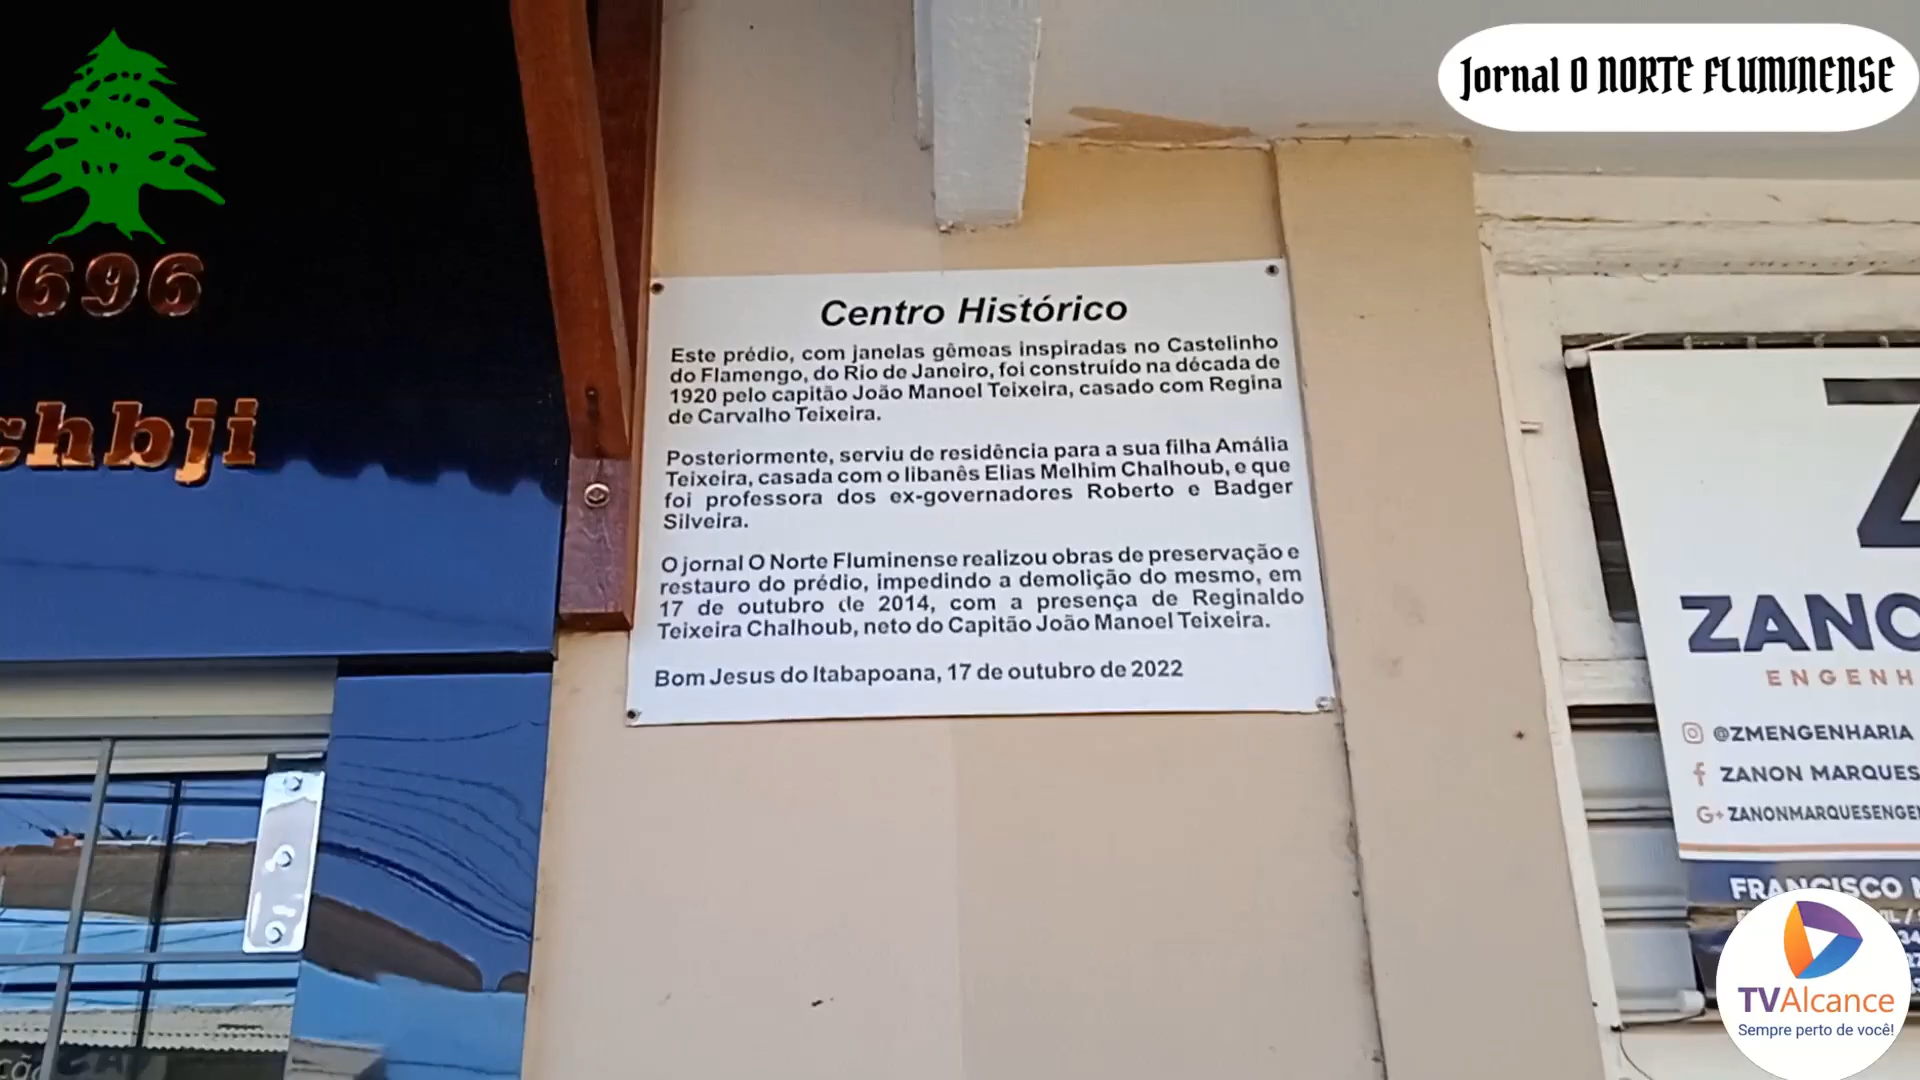 Jornal O NORTE FLUMINENSE
696
chbji
Centro Histórico
Este prédio, com janelas gêmeas inspiradas no Castelinho
do Flamengo, do Rio de Janeiro, foi construído na década de
1920 pelo capitão João Manoel Teixeira, casado com Regina
de Carvalho Teixeira.
Posteriormente, serviu de residência para a sua filha Amália
Teixeira, casada com o libanês Elias Melhim Chalhoub, e que
foi professora dos ex-governadores Roberto e Badger
Silveira.
O jornal O Norte Fluminense realizou obras de preservação e
restauro do prédio, impedindo a demolição do mesmo, em
17 de outubro de 2014, com a presença de Reginaldo
Teixeira Chalhoub, neto do Capitão João Manoel Teixeira.
Bom Jesus do Itabapoana, 17 de outubro de 2022
ZANO
ENGENH
@ZMENGENHARIA
ZANON MARQUES
G+ ZANONMARQUESENGE
FRANCISCO
TVAlcance
Sempre perto de você!